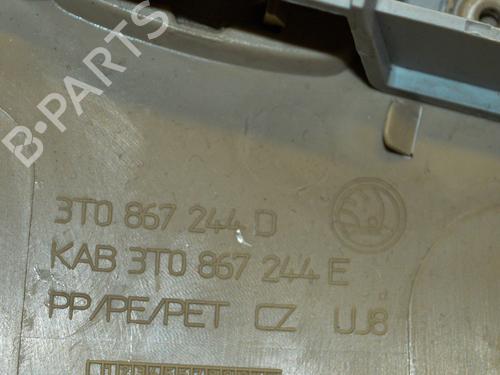 B-PARTS
3T0 867 244 D
KAB 3T0 867 244 E
PP/PE/PET CZ UJ8